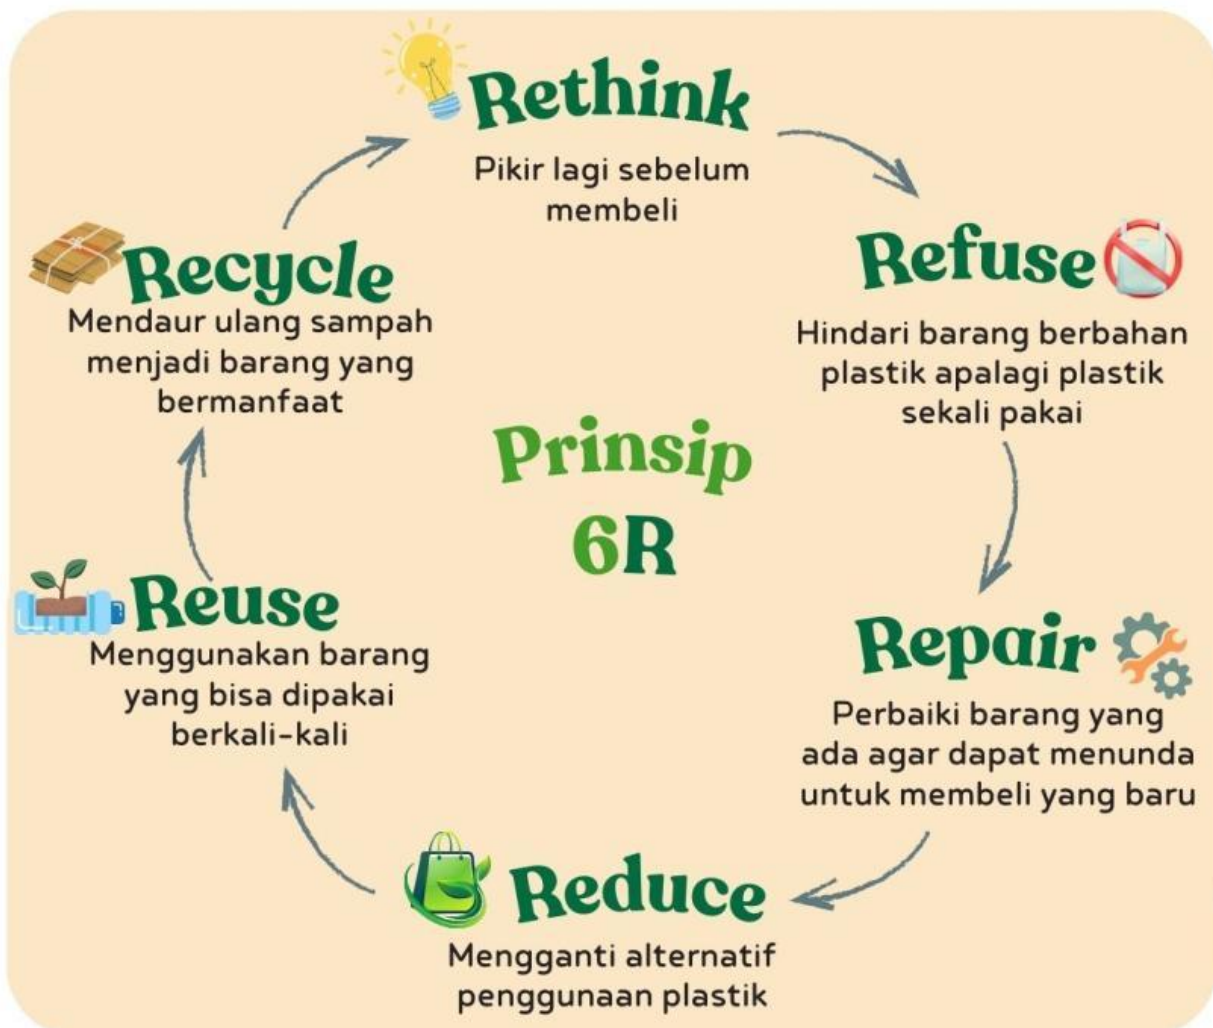 Rethink
Pikir lagi sebelum
membeli
Refuse
Hindari barang berbahan
plastik apalagi plastik
sekali pakai
Repair
Perbaiki barang yang
ada agar dapat menunda
untuk membeli yang baru
Reduce
Mengganti alternatif
penggunaan plastik
Reuse
Menggunakan barang
yang bisa dipakai
berkali-kali
Recycle
Mendaur ulang sampah
menjadi barang yang
bermanfaat
Prinsip
6R